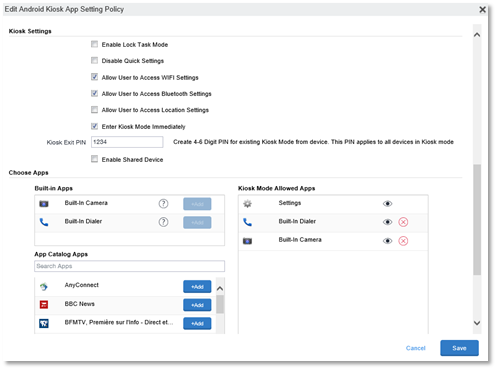 Edit Android Kiosk App Setting Policy
Kiosk Settings
Enable Lock Task Mode
Disable Quick Settings
Allow User to Access WIFI Settings
Allow User to Access Bluetooth Settings
Allow User to Access Location Settings
Enter Kiosk Mode Immediately
Kiosk Exit PIN 1234 Create 4-6 Digit PIN for existing Kiosk Mode from device. This PIN applies to all devices in Kiosk mode
Enable Shared Device
Choose Apps
Built-in Apps
Built-In Camera ? +Add
Built-In Dialer ? +Add
App Catalog Apps
Search Apps
AnyConnect +Add
BBC News +Add
BFMTV, Première sur l'Info - Direct et... +Add
Kiosk Mode Allowed Apps
Settings
Built-In Dialer
Built-In Camera
Cancel Save